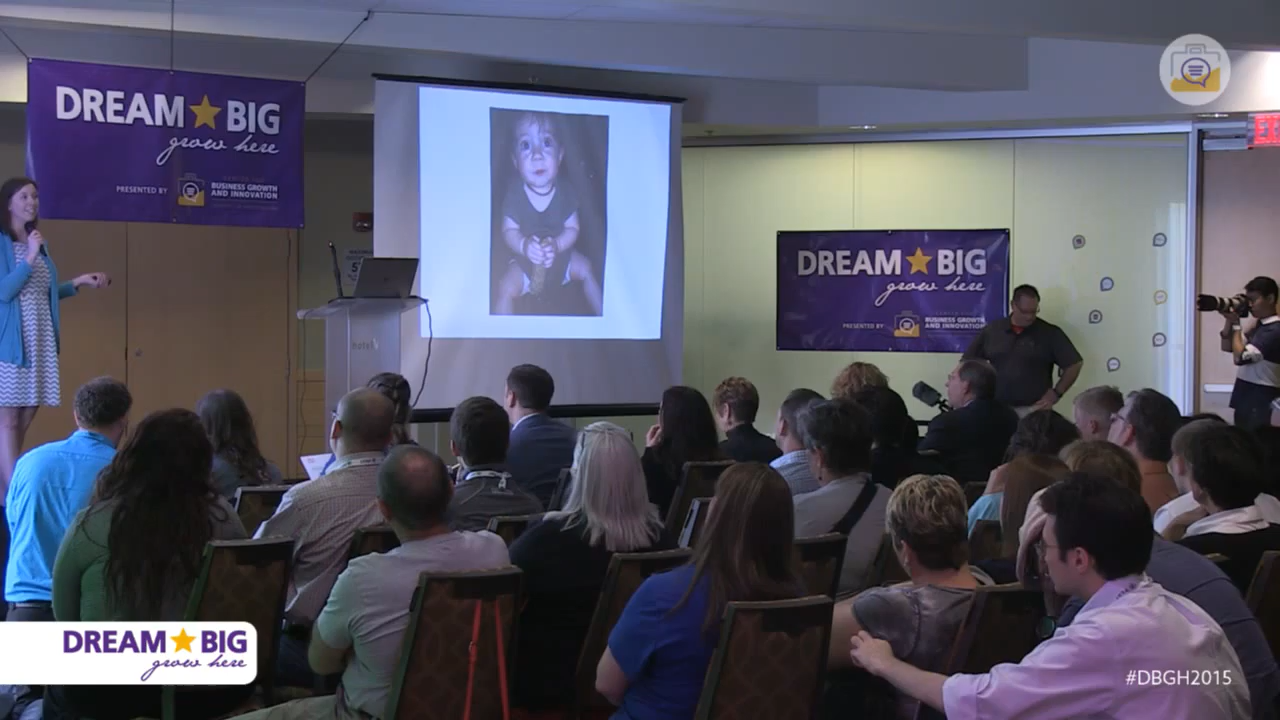 DREAM BIG
grow here
PRESENTED BY
BUSINESS GROWTH
AND INNOVATION
DREAM BIG
grow here
PRESENTED BY
BUSINESS GROWTH
AND INNOVATION
hotel
DREAM BIG
grow here
#DBGH2015